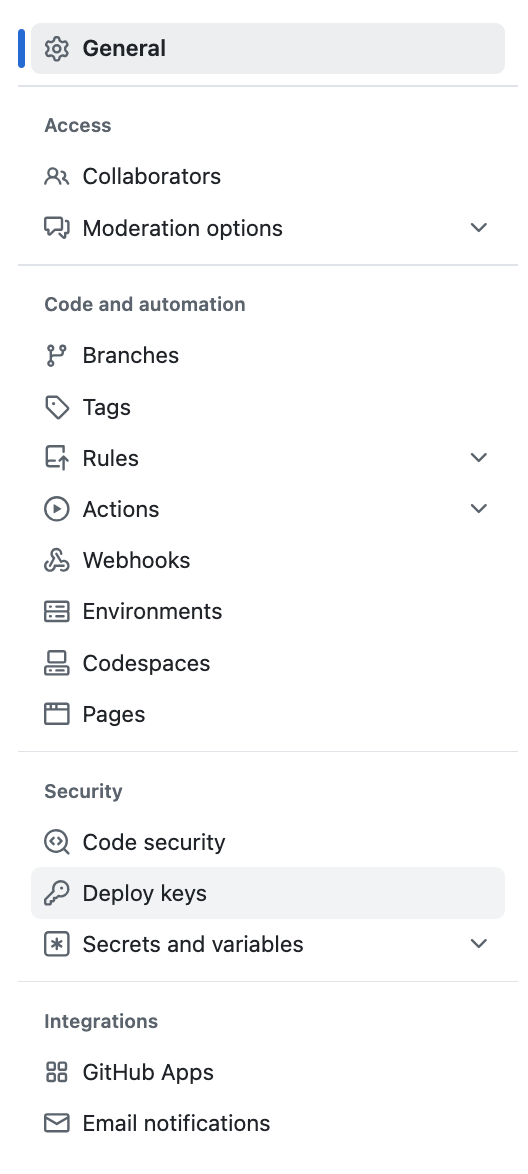 General
Access
Collaborators
Moderation options
Code and automation
Branches
Tags
Rules
Actions
Webhooks
Environments
Codespaces
Pages
Security
Code security
Deploy keys
Secrets and variables
Integrations
GitHub Apps
Email notifications